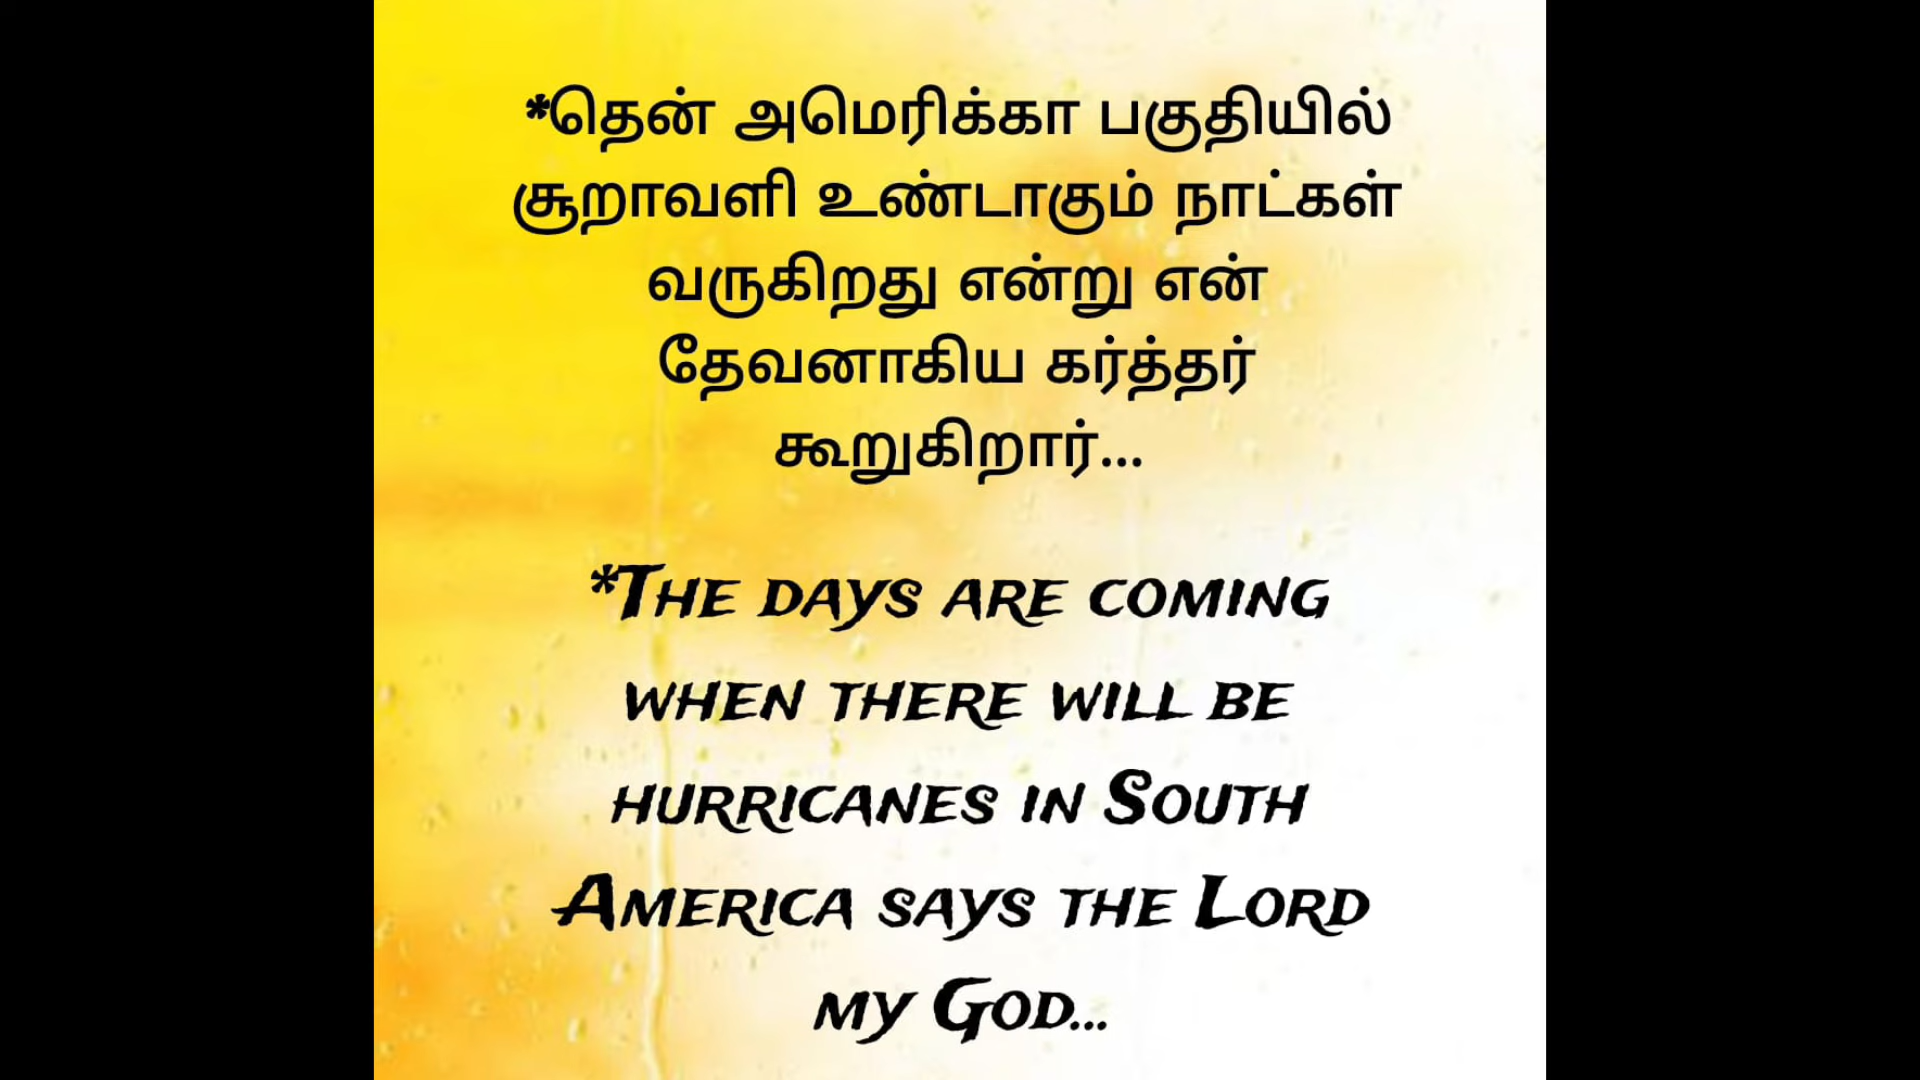 *தென் அமெரிக்கா பகுதியில்
சூறாவளி உண்டாகும் நாட்கள்
வருகிறது என்று என்
தேவனாகிய கர்த்தர்
கூறுகிறார்...
*The days are coming
when there will be
hurricanes in South
America says the Lord
my God...